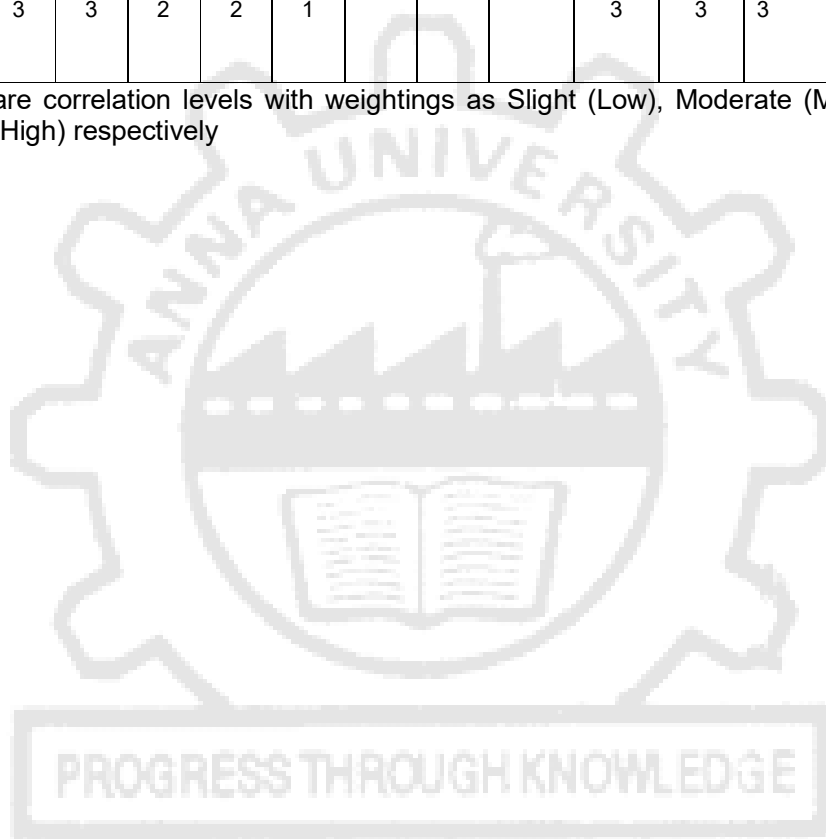 3 3 2 2 1 3 3 3
are correlation levels with weightings as Slight (Low), Moderate (M
High) respectively
ANNA UNIVERSITY
PROGRESS THROUGH KNOWLEDGE